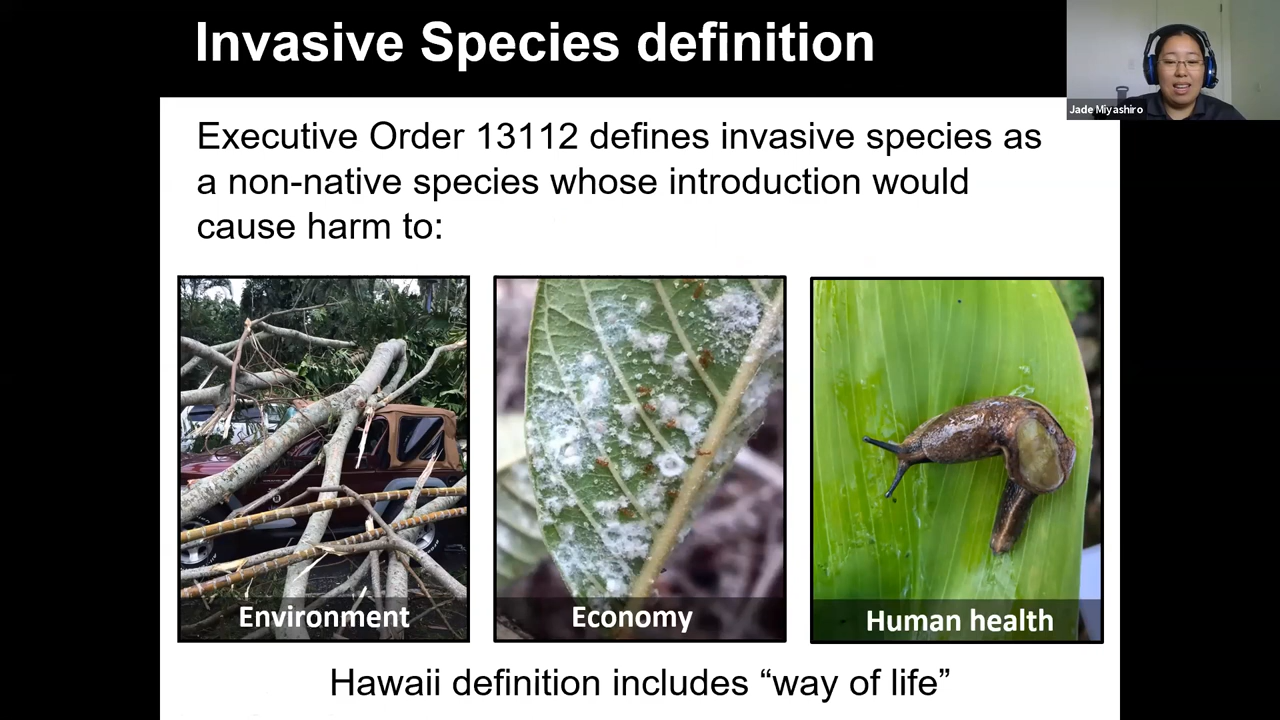 Invasive Species definition
Jade Miyashiro
Executive Order 13112 defines invasive species as
a non-native species whose introduction would
cause harm to:
Environment
Economy
Human health
Hawaii definition includes “way of life”